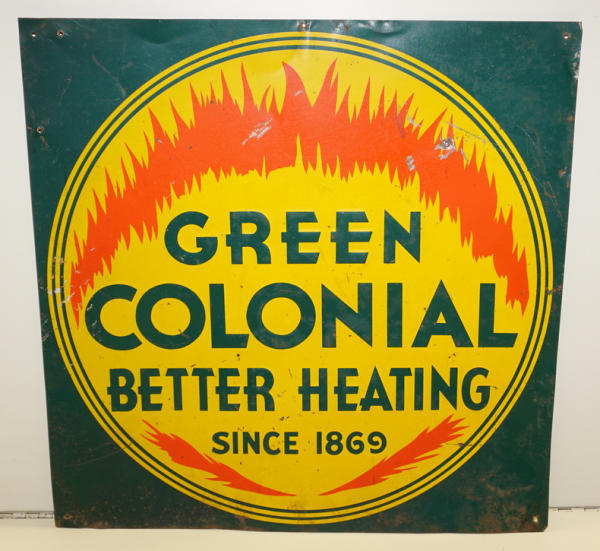 GREEN
COLONIAL
BETTER HEATING
SINCE 1869